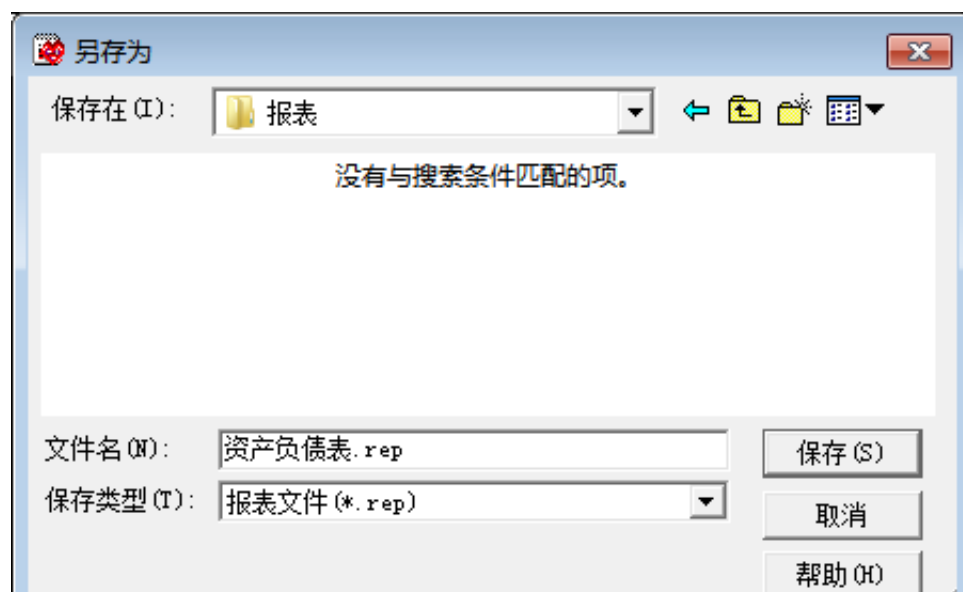 另存为
保存在(I):
报表
没有与搜索条件匹配的项。
文件名(N):
资产负债表.rep
保存(S)
保存类型(T):
报表文件(*.rep)
取消
帮助(H)